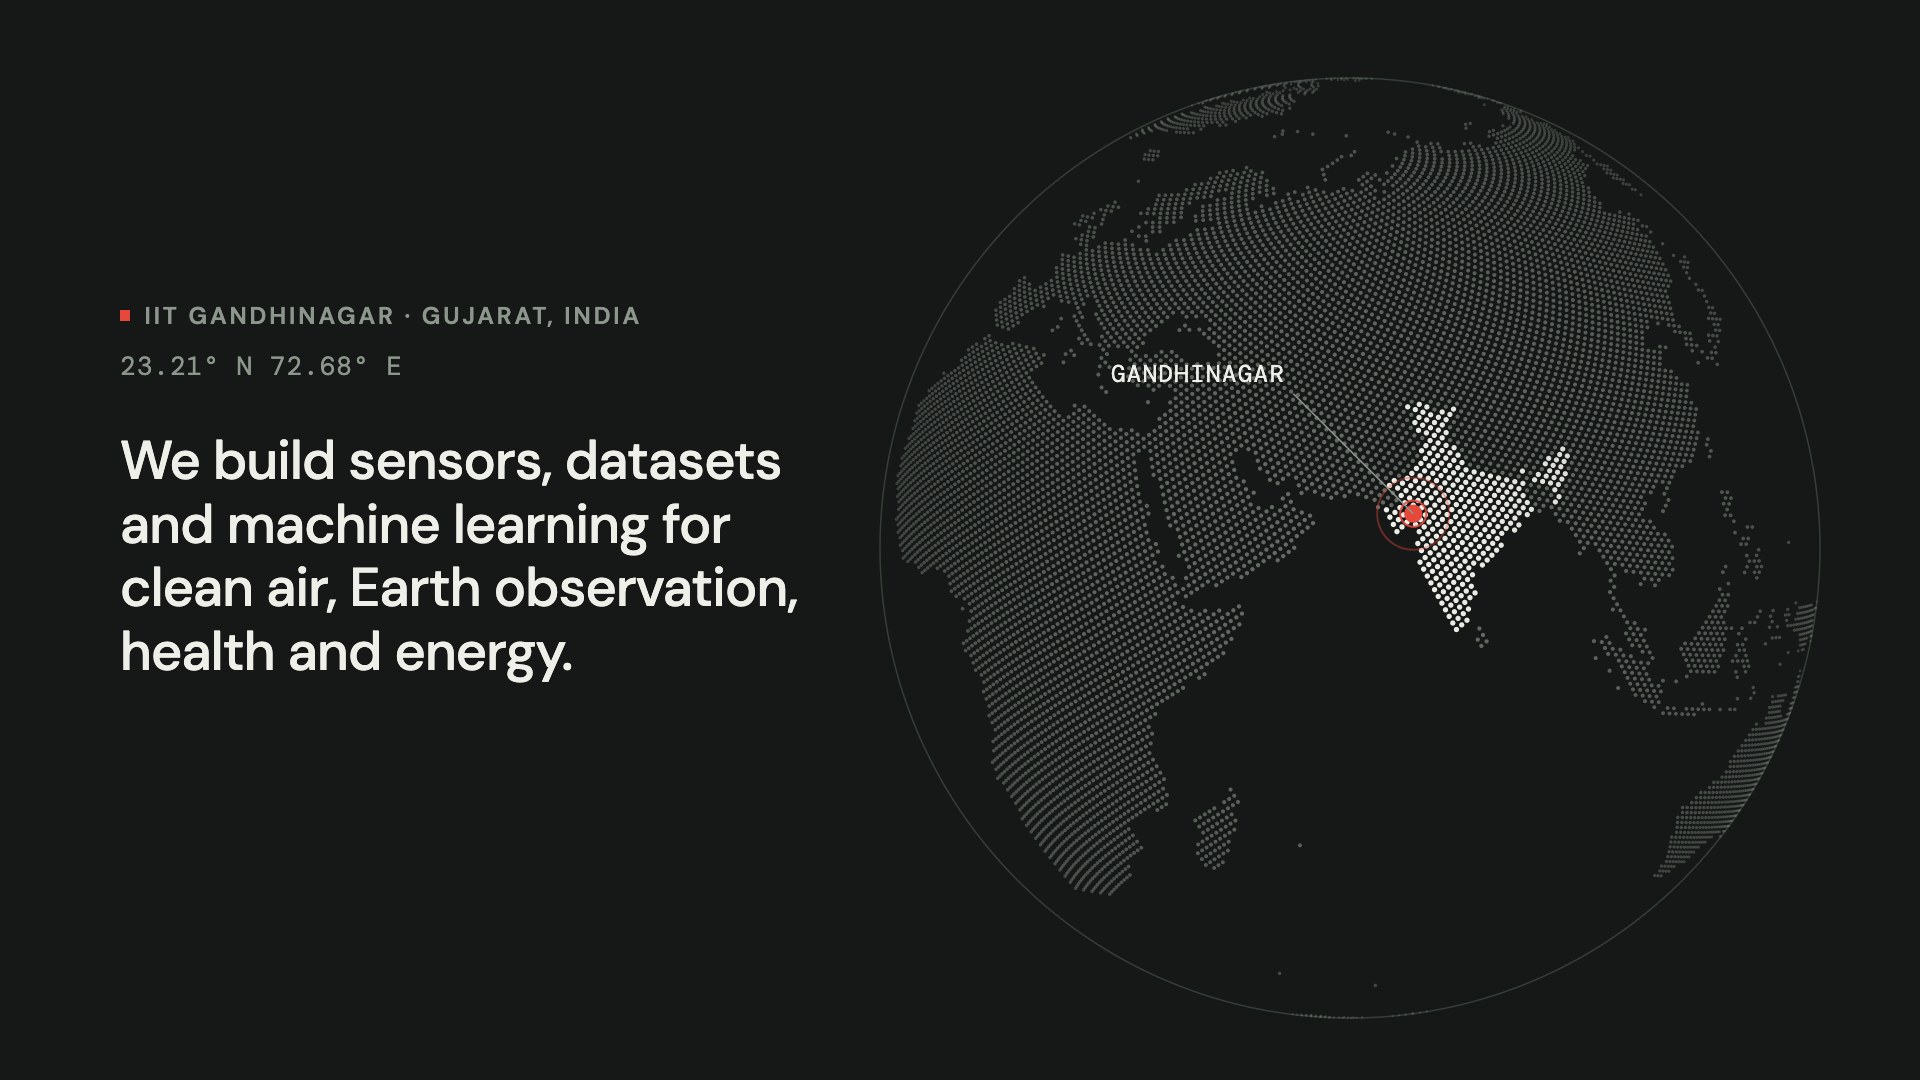 IIT GANDHINAGAR · GUJARAT, INDIA
23.21° N 72.68° E
We build sensors, datasets
and machine learning for
clean air, Earth observation,
health and energy.
GANDHINAGAR